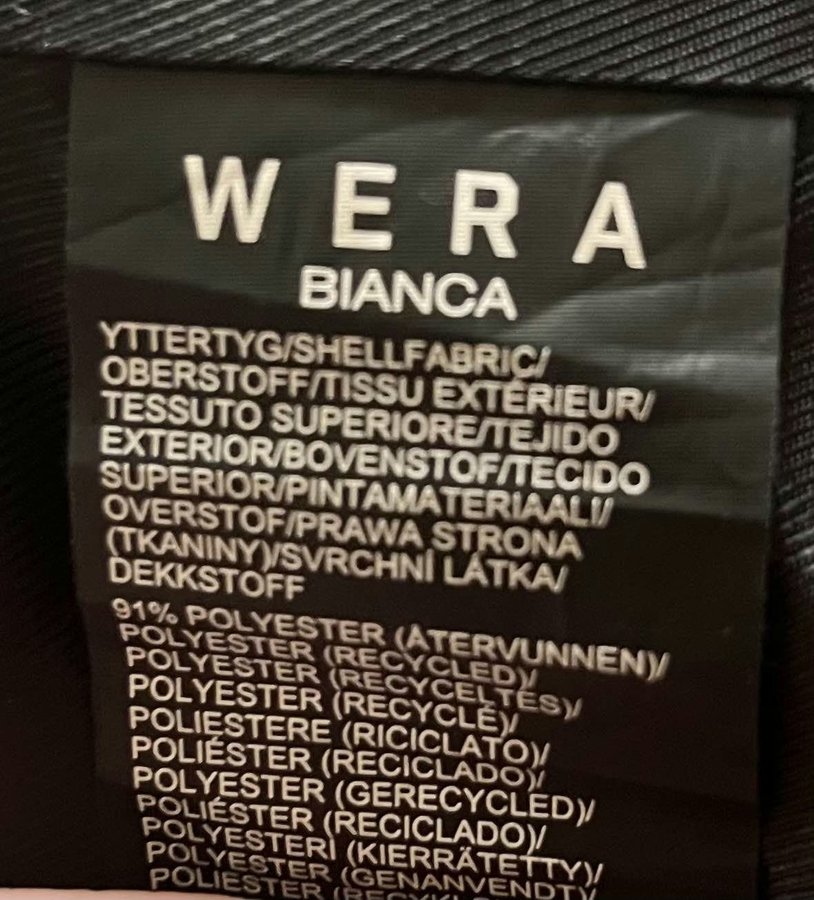 WERA
BIANCA
YTTERTYG/SHELLFABRIC/
OBERSTOFF/TISSU EXTÉRIEUR/
TESSUTO SUPERIORE/TEJIDO
EXTERIOR/BOVENSTOF/TECIDO
SUPERIOR/PINTAMATERIAALI/
OVERSTOF/PRAWA STRONA
(TKANINY)/SVRCHNÍ LÁTKA/
DEKKSTOFF
91% POLYESTER (ÅTERVUNNEN)/
POLYESTER (RECYCLED)/
POLYESTER (RECYCELTES)/
POLYESTER (RECYCLÉ)/
POLIESTERE (RICICLATO)/
POLIÉSTER (RECICLADO)/
POLYESTER (GERECYCLED)/
POLIÉSTER (RECICLADO)/
POLYESTERI (KIERRÄTETTY)/
POLYESTER (GENANVENDT)/
POLIESTER